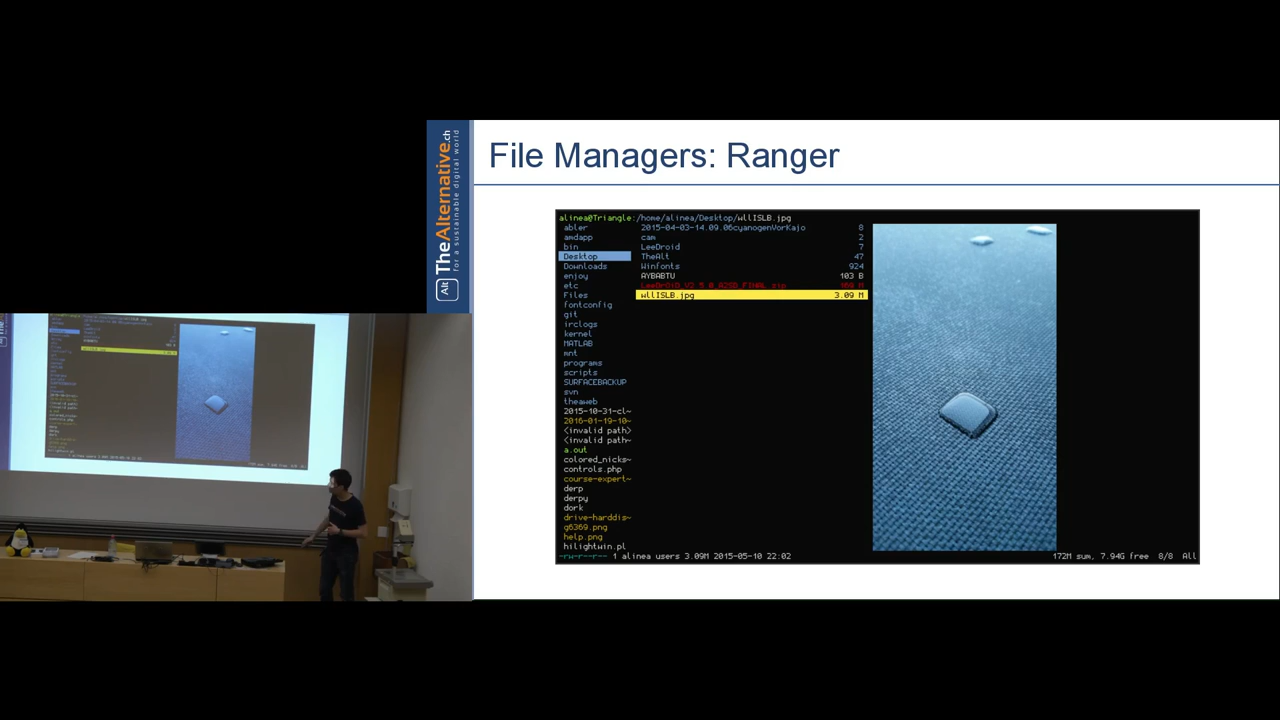 Alt TheAlternative.ch
for a sustainable digital world
File Managers: Ranger
alinea@Triangle:/home/alinea/Desktop/wllISLB.jpg
abler 2015-04-03-14.09.06cyanogenVorKajo 8
amdapp cam 2
bin LeeDroid 7
Desktop TheAlt 47
Downloads Winfonts 924
enjoy AYBABTU 103 B
etc LeeDrOiD_V2_5_0_A2SD_FINAL.zip 169 M
Files wllISLB.jpg 3.09 M
fontconfig
git
irclogs
kernel
MATLAB
mnt
programs
scripts
SURFACEBACKUP
svn
theaweb
2015-10-31-cl~
2016-01-19-10~
<invalid path>
<invalid path~
a.out
colored_nicks~
controls.php
course-expert~
derp
derpy
dork
drive-harddis~
g6369.png
help.png
hilightwin.pl
-rw-r--r-- 1 alinea users 3.09M 2015-05-10 22:02 172M sum, 7.94G free 8/8 All